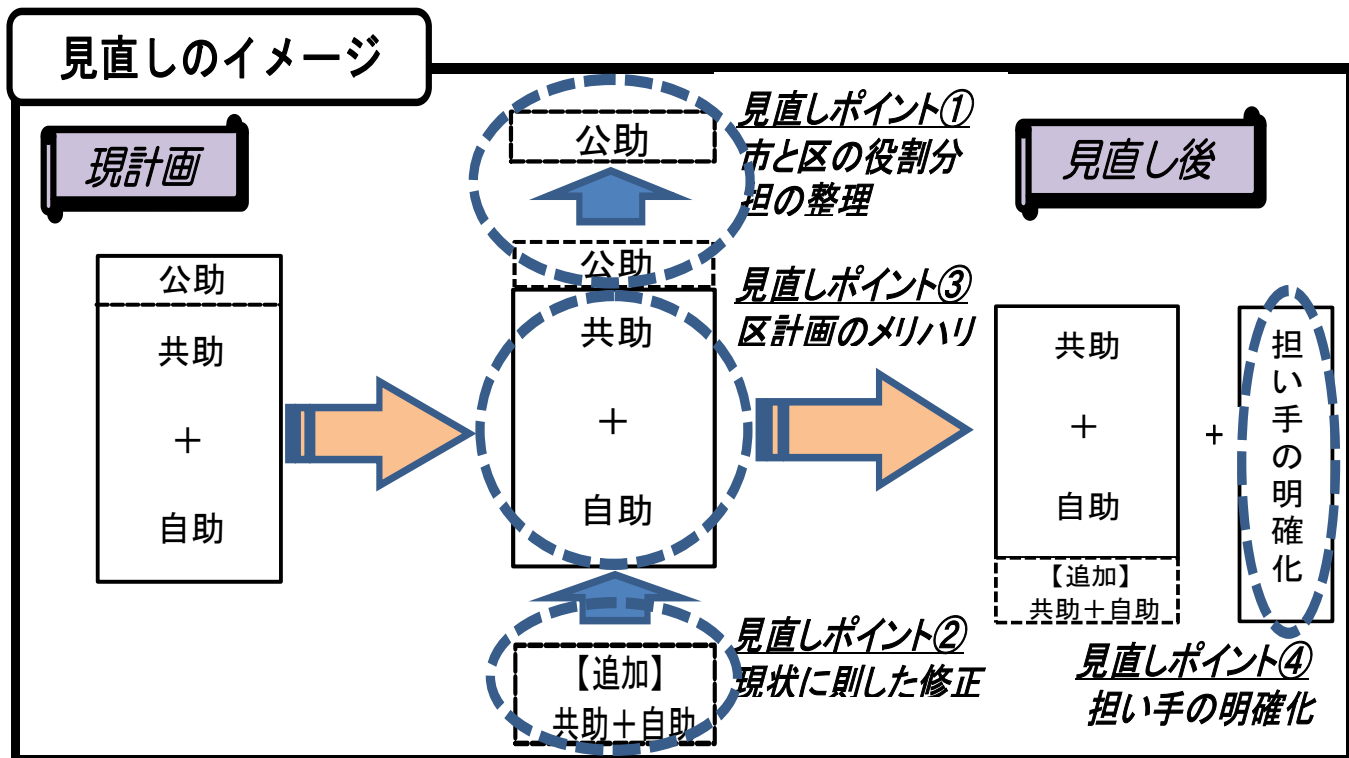 見直しのイメージ
現計画
公助
共助
＋
自助
公助
公助
共助
＋
自助
【追加】
共助＋自助
見直しポイント①
市と区の役割分
担の整理
見直しポイント③
区計画のメリハリ
見直しポイント②
現状に則した修正
見直し後
共助
＋
自助
【追加】
共助＋自助
+
担い手の明確化
見直しポイント④
担い手の明確化